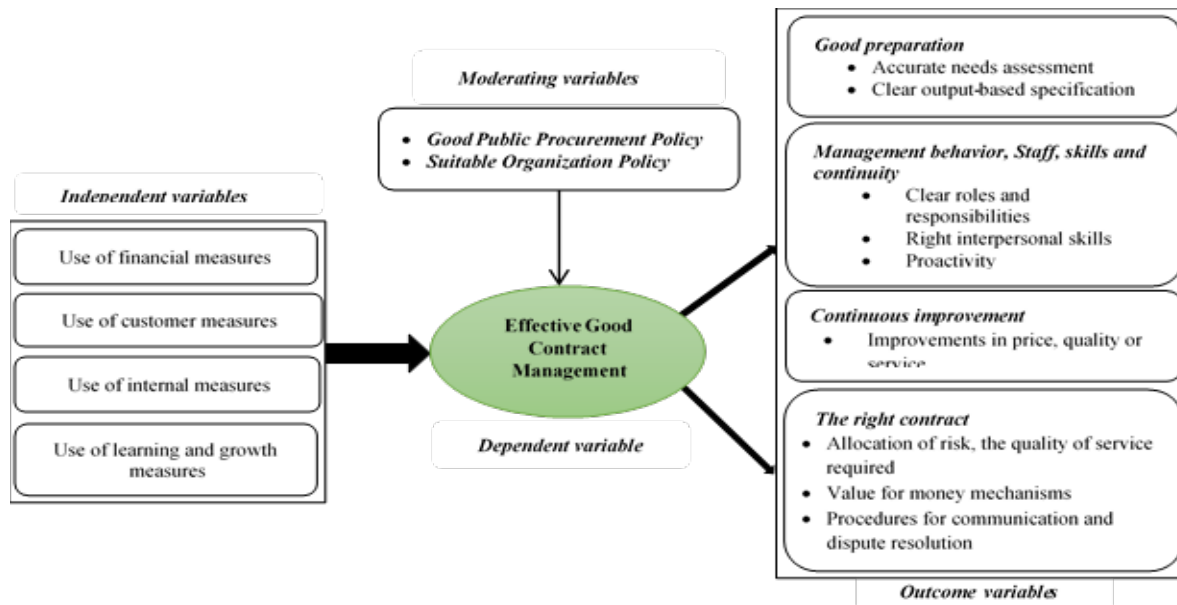 Independent variables
Use of financial measures
Use of customer measures
Use of internal measures
Use of learning and growth
measures
Moderating variables
• Good Public Procurement Policy
• Suitable Organization Policy
Effective Good
Contract
Management
Dependent variable
Good preparation
• Accurate needs assessment
• Clear output-based specification
Management behavior, Staff, skills and
continuity
• Clear roles and
responsibilities
• Right interpersonal skills
• Proactivity
Continuous improvement
• Improvements in price, quality or
service
The right contract
• Allocation of risk, the quality of service
required
• Value for money mechanisms
• Procedures for communication and
dispute resolution
Outcome variables